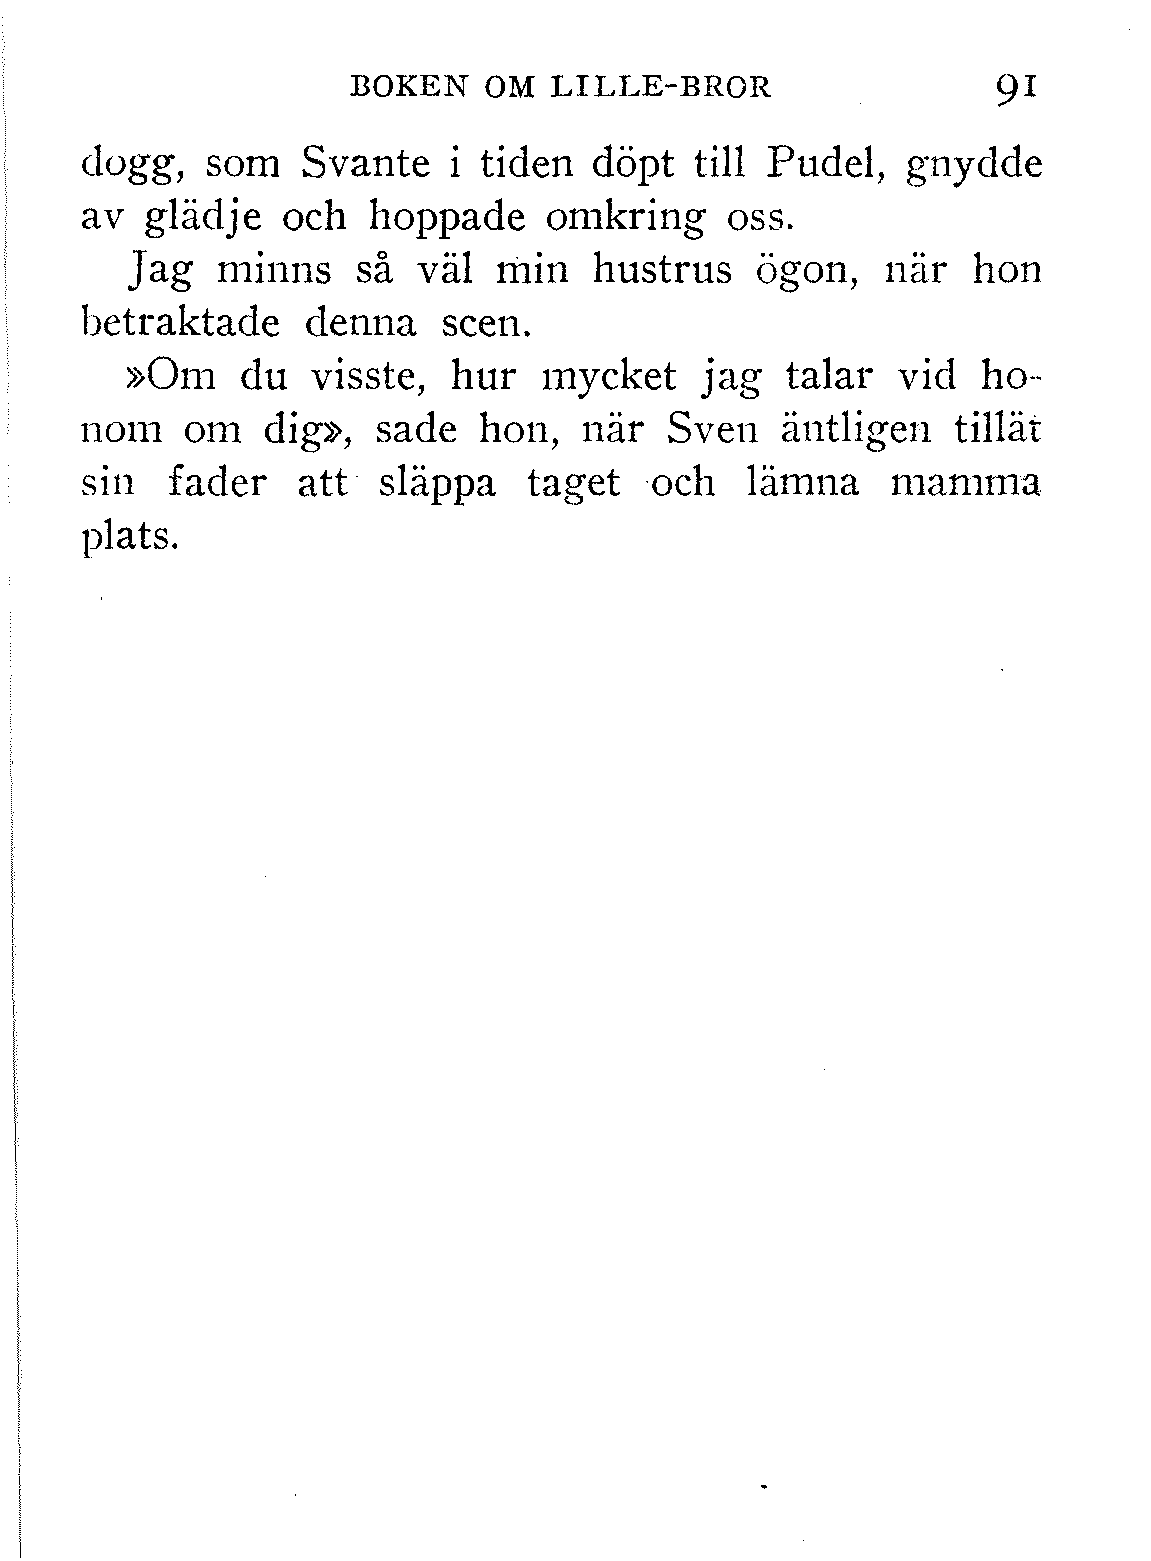 BOKEN OM LILLE-BROR 91
dogg, som Svante i tiden döpt till Pudel, gnydde
av glädje och hoppade omkring oss.
Jag minns så väl min hustrus ögon, när hon
betraktade denna scen.
»Om du visste, hur mycket jag talar vid ho-
nom om dig», sade hon, när Sven äntligen tillät
sin fader att släppa taget och lämna mamma
plats.